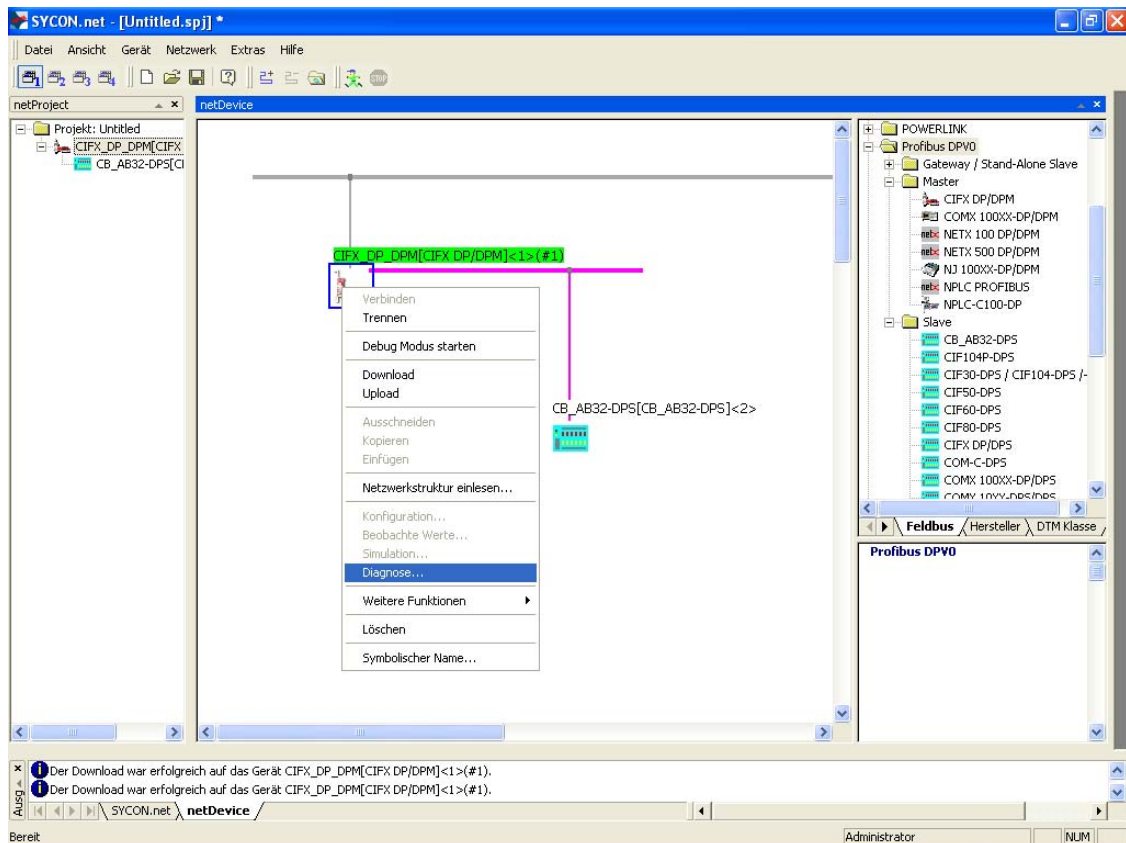 SYCON.net - [Untitled.spj] *
Datei Ansicht Gerät Netzwerk Extras Hilfe
netProject
Projekt: Untitled
CIFX_DP_DPM[CIFX
CB_AB32-DPS[CI
netDevice
CIFX_DP_DPM[CIFX DP/DPM]<1>(#1)
CB_AB32-DPS[CB_AB32-DPS]<2>
Verbinden
Trennen
Debug Modus starten
Download
Upload
Ausschneiden
Kopieren
Einfügen
Netzwerkstruktur einlesen...
Konfiguration...
Beobachte Werte...
Simulation...
Diagnose...
Weitere Funktionen
Löschen
Symbolischer Name...
POWERLINK
Profibus DPV0
Gateway / Stand-Alone Slave
Master
CIFX DP/DPM
COMX 100XX-DP/DPM
NETX 100 DP/DPM
NETX 500 DP/DPM
NJ 100XX-DP/DPM
NPLC PROFIBUS
NPLC-C100-DP
Slave
CB_AB32-DPS
CIF104P-DPS
CIF30-DPS / CIF104-DPS /-
CIF50-DPS
CIF60-DPS
CIF80-DPS
CIFX DP/DPS
COM-C-DPS
COMX 100XX-DP/DPS
COMX 10XX-DPS/DPS
Feldbus Hersteller DTM Klasse
Profibus DPV0
Der Download war erfolgreich auf das Gerät CIFX_DP_DPM[CIFX DP/DPM]<1>(#1).
Der Download war erfolgreich auf das Gerät CIFX_DP_DPM[CIFX DP/DPM]<1>(#1).
Ausg
SYCON.net netDevice
Bereit Administrator NUM